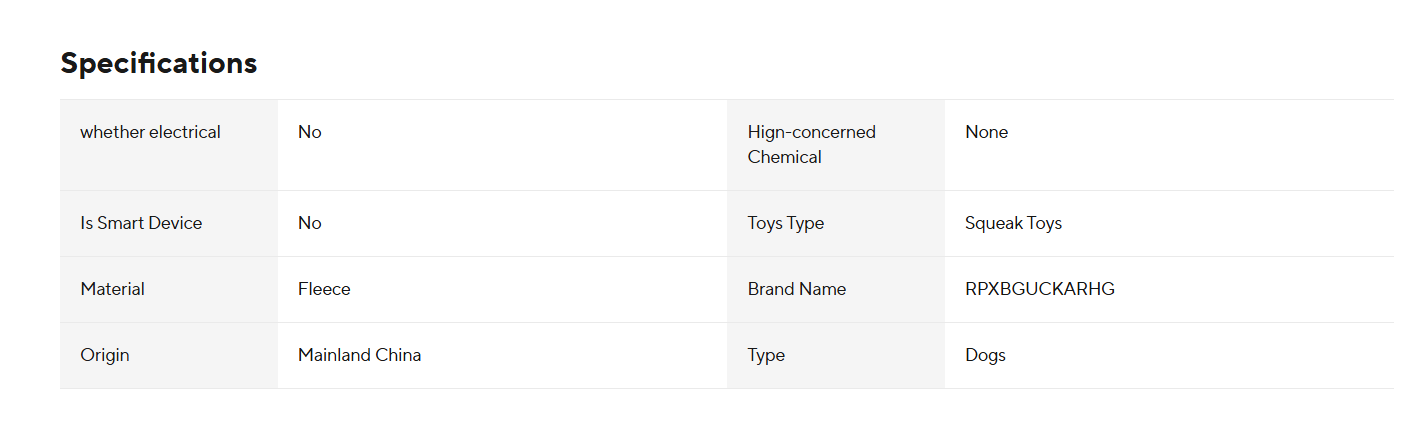 Specifications
whether electrical No Hign-concerned
Chemical None
Is Smart Device No Toys Type Squeak Toys
Material Fleece Brand Name RPXBGUCKARHG
Origin Mainland China Type Dogs